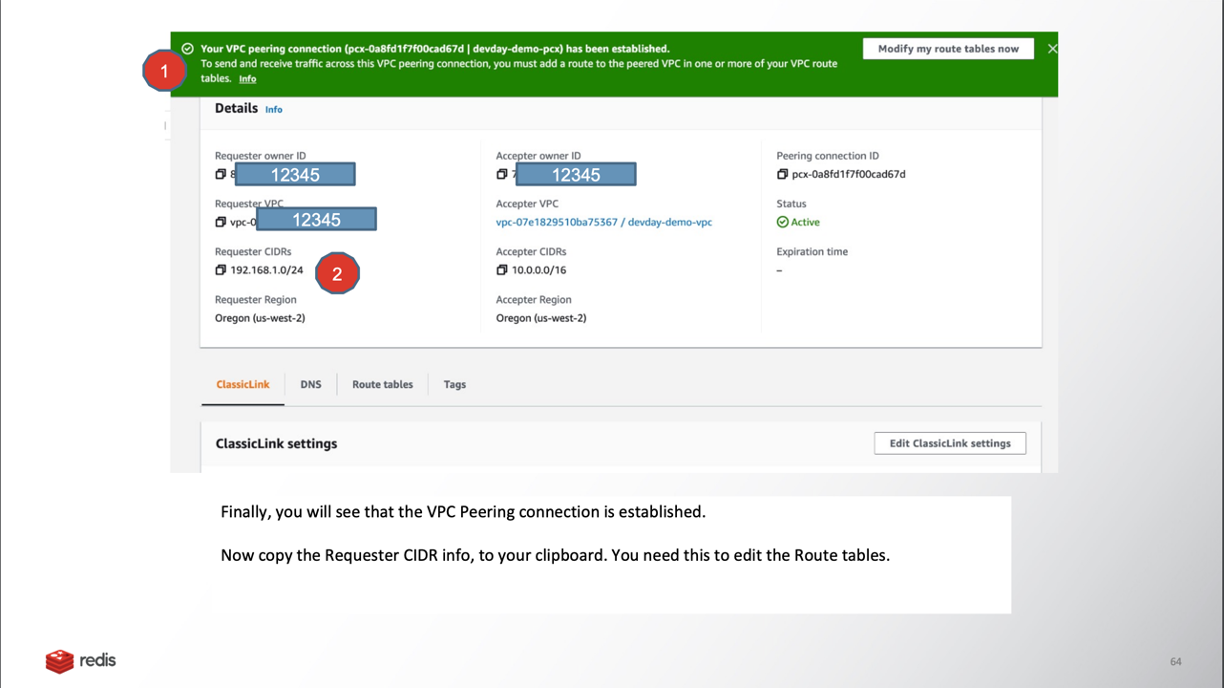 1
Your VPC peering connection (pcx-0a8fd1f7f00cad67d | devday-demo-pcx) has been established.
Modify my route tables now
To send and receive traffic across this VPC peering connection, you must add a route to the peered VPC in one or more of your VPC route
tables. Info
Details Info
Requester owner ID
8 12345
Accepter owner ID
7 12345
Peering connection ID
pcx-0a8fd1f7f00cad67d
Requester VPC
vpc-0 12345
Accepter VPC
vpc-07e1829510ba75367 / devday-demo-vpc
Status
Active
Requester CIDRs
192.168.1.0/24
2
Accepter CIDRs
10.0.0.0/16
Expiration time
–
Requester Region
Oregon (us-west-2)
Accepter Region
Oregon (us-west-2)
ClassicLink DNS Route tables Tags
ClassicLink settings
Edit ClassicLink settings
Finally, you will see that the VPC Peering connection is established.
Now copy the Requester CIDR info, to your clipboard. You need this to edit the Route tables.
redis
64